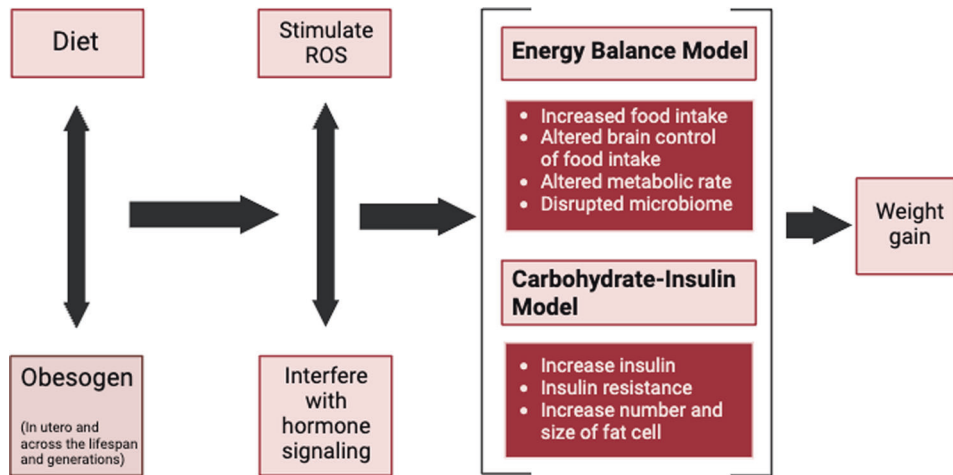 Diet
Obesogen
(In utero and
across the lifespan
and generations)
Stimulate
ROS
Interfere
with
hormone
signaling
Energy Balance Model
• Increased food intake
• Altered brain control
of food intake
• Altered metabolic rate
• Disrupted microbiome
Carbohydrate-Insulin
Model
• Increase insulin
• Insulin resistance
• Increase number and
size of fat cell
Weight
gain